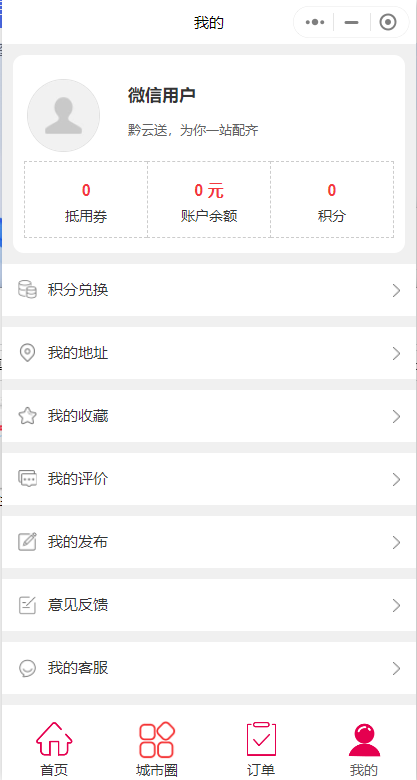 我的
微信用户
黔云送，为你一站配齐
0 0 元 0
抵用券 账户余额 积分
积分兑换
我的地址
我的收藏
我的评价
我的发布
意见反馈
我的客服
首页 城市圈 订单 我的